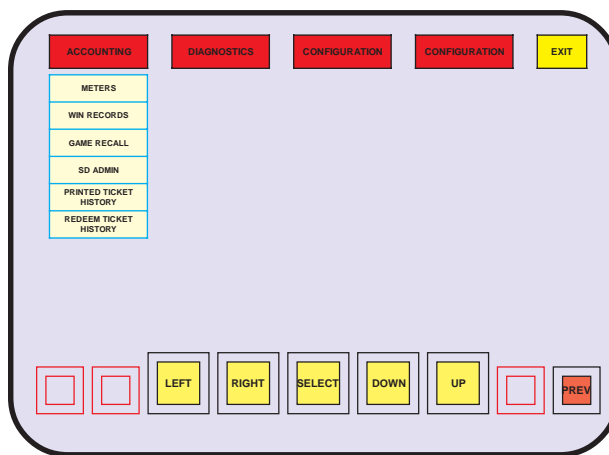 ACCOUNTING DIAGNOSTICS CONFIGURATION CONFIGURATION EXIT
METERS
WIN RECORDS
GAME RECALL
SD ADMIN
PRINTED TICKET
HISTORY
REDEEM TICKET
HISTORY
LEFT RIGHT SELECT DOWN UP PREV